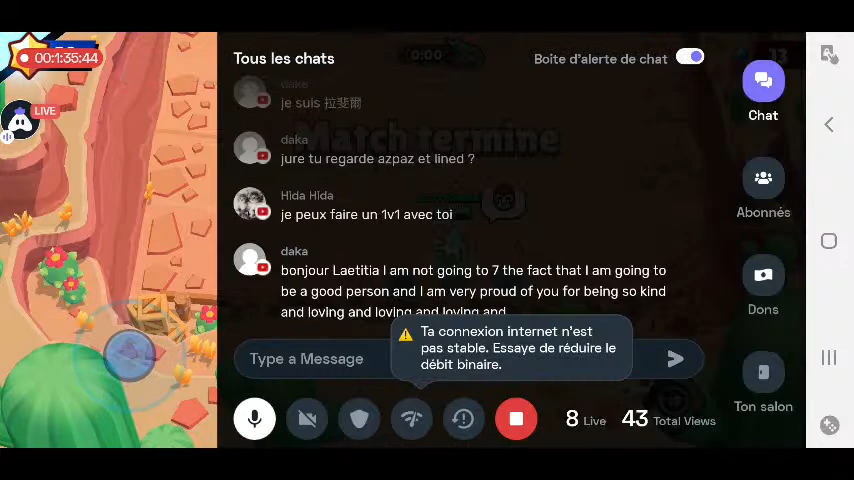 00:1:35:44
LIVE
Tous les chats
0:00
Boite d'alerte de chat
13
daka
je suis 拉斐爾
Match terminé
daka
jure tu regarde azpaz et lined ?
Hida Hida
je peux faire un 1v1 avec toi
daka
bonjour Laetitia I am not going to 7 the fact that I am going to
be a good person and I am very proud of you for being so kind
and loving and loving and loving and
Ta connexion internet n'est
pas stable. Essaye de réduire le
débit binaire.
Type a Message
8 Live
43 Total Views
Chat
Abonnés
Dons
Ton salon